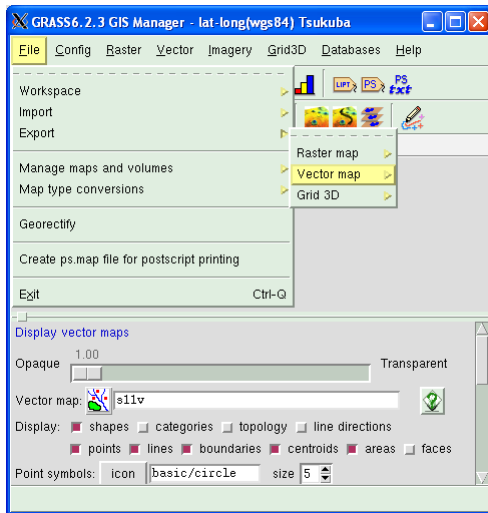 GRASS6.2.3 GIS Manager - lat-long(wgs84) Tsukuba
File Config Raster Vector Imagery Grid3D Databases Help
LIFT PS PS txt
Workspace
Import
Export
Raster map
Vector map
Grid 3D
Manage maps and volumes
Map type conversions
Georectify
Create ps.map file for postscript printing
Exit Ctrl-Q
Display vector maps
1.00
Opaque Transparent
Vector map: s11v
Display: shapes categories topology line directions
points lines boundaries centroids areas faces
Point symbols: icon basic/circle size 5